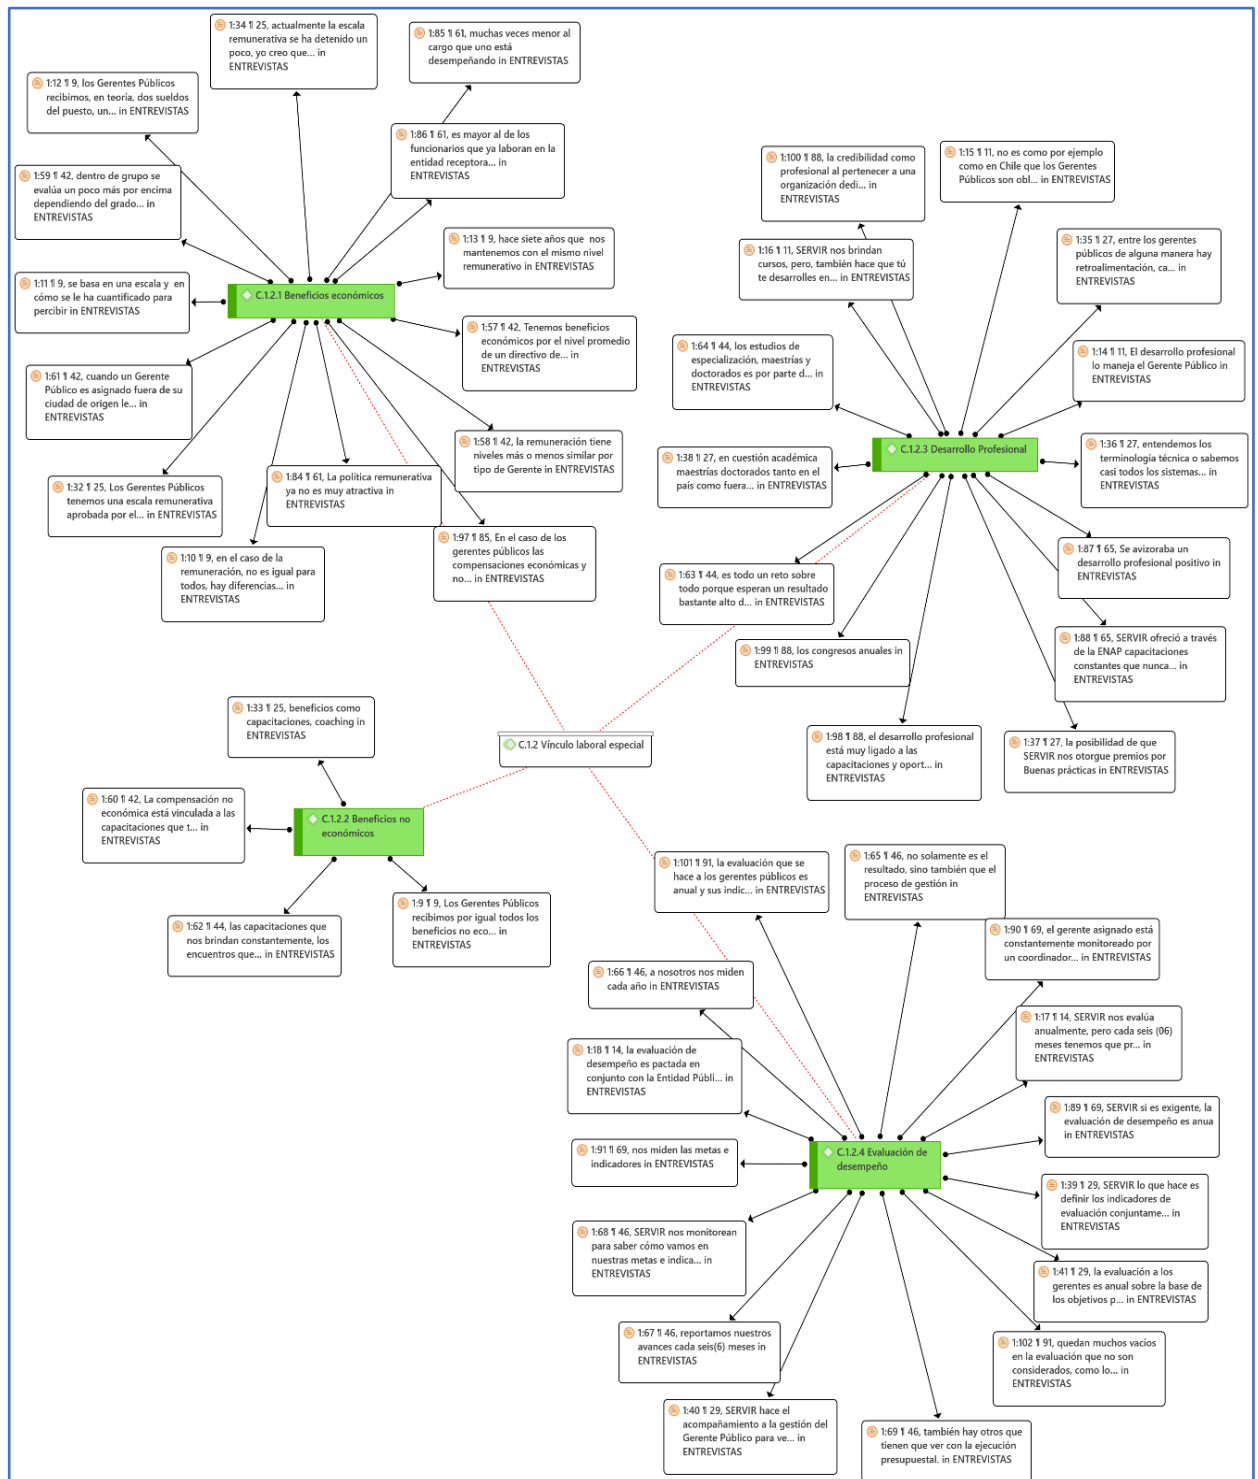 1:34 ¶ 25, actualmente la escala
remunerativa se ha detenido un
poco, yo creo que... in
ENTREVISTAS
1:85 ¶ 61, muchas veces menor al
cargo que uno está
desempeñando in ENTREVISTAS
1:12 ¶ 9, los Gerentes Públicos
recibimos, en teoría, dos sueldos
del puesto, un... in ENTREVISTAS
1:86 ¶ 61, es mayor al de los
funcionarios que ya laboran en la
entidad receptora... in
ENTREVISTAS
1:59 ¶ 42, dentro de grupo se
evalúa un poco más por encima
dependiendo del grado... in
ENTREVISTAS
1:13 ¶ 9, hace siete años que nos
mantenemos con el mismo nivel
remunerativo in ENTREVISTAS
1:11 ¶ 9, se basa en una escala y en
cómo se le ha cuantificado para
percibir in ENTREVISTAS
C.1.2.1 Beneficios económicos
1:57 ¶ 42, Tenemos beneficios
económicos por el nivel promedio
de un directivo de... in
ENTREVISTAS
1:61 ¶ 42, cuando un Gerente
Público es asignado fuera de su
ciudad de origen le... in
ENTREVISTAS
1:58 ¶ 42, la remuneración tiene
niveles más o menos similar por
tipo de Gerente in ENTREVISTAS
1:32 ¶ 25, Los Gerentes Públicos
tenemos una escala remunerativa
aprobada por el... in ENTREVISTAS
1:84 ¶ 61, La política remunerativa
ya no es muy atractiva in
ENTREVISTAS
1:10 ¶ 9, en el caso de la
remuneración, no es igual para
todos, hay diferencias... in
ENTREVISTAS
1:97 ¶ 85, En el caso de los
gerentes públicos las
compensaciones económicas y
no... in ENTREVISTAS
1:100 ¶ 88, la credibilidad como
profesional al pertenecer a una
organización dedi... in
ENTREVISTAS
1:15 ¶ 11, no es como por ejemplo
como en Chile que los Gerentes
Públicos son obl... in ENTREVISTAS
1:16 ¶ 11, SERVIR nos brindan
cursos, pero, también hace que tú
te desarrolles en... in
ENTREVISTAS
1:35 ¶ 27, entre los gerentes
públicos de alguna manera hay
retroalimentación, ca... in
ENTREVISTAS
1:64 ¶ 44, los estudios de
especialización, maestrías y
doctorados es por parte d... in
ENTREVISTAS
1:14 ¶ 11, El desarrollo profesional
lo maneja el Gerente Público in
ENTREVISTAS
C.1.2.3 Desarrollo Profesional
1:38 ¶ 27, en cuestión académica
maestrías doctorados tanto en el
país como fuera... in
ENTREVISTAS
1:36 ¶ 27, entendemos los
terminología técnica o sabemos
casi todos los sistemas... in
ENTREVISTAS
1:87 ¶ 65, Se avizoraba un
desarrollo profesional positivo in
ENTREVISTAS
1:63 ¶ 44, es todo un reto sobre
todo porque esperan un resultado
bastante alto d... in ENTREVISTAS
1:99 ¶ 88, los congresos anuales in
ENTREVISTAS
1:88 ¶ 65, SERVIR ofreció a través
de la ENAP capacitaciones
constantes que nunca... in
ENTREVISTAS
1:98 ¶ 88, el desarrollo profesional
está muy ligado a las
capacitaciones y oport... in
ENTREVISTAS
1:37 ¶ 27, la posibilidad de que
SERVIR nos otorgue premios por
Buenas prácticas in ENTREVISTAS
C.1.2 Vínculo laboral especial
1:33 ¶ 25, beneficios como
capacitaciones, coaching in
ENTREVISTAS
1:60 ¶ 42, La compensación no
económica está vinculada a las
capacitaciones que t... in
ENTREVISTAS
C.1.2.2 Beneficios no
económicos
1:62 ¶ 44, las capacitaciones que
nos brindan constantemente, los
encuentros que... in
ENTREVISTAS
1:9 ¶ 9, Los Gerentes Públicos
recibimos por igual todos los
beneficios no eco... in
ENTREVISTAS
1:101 ¶ 91, la evaluación que se
hace a los gerentes públicos es
anual y sus indic... in
ENTREVISTAS
1:65 ¶ 46, no solamente es el
resultado, sino también que el
proceso de gestión in
ENTREVISTAS
1:90 ¶ 69, el gerente asignado está
constantemente monitoreado por
un coordinador... in
ENTREVISTAS
1:66 ¶ 46, a nosotros nos miden
cada año in ENTREVISTAS
1:17 ¶ 14, SERVIR nos evalúa
anualmente, pero cada seis (06)
meses tenemos que pr... in
ENTREVISTAS
1:18 ¶ 14, la evaluación de
desempeño es pactada en
conjunto con la Entidad Públi... in
ENTREVISTAS
1:89 ¶ 69, SERVIR si es exigente, la
evaluación de desempeño es anua
in ENTREVISTAS
C.1.2.4 Evaluación de
desempeño
1:91 ¶ 69, nos miden las metas e
indicadores in ENTREVISTAS
1:39 ¶ 29, SERVIR lo que hace es
definir los indicadores de
evaluación conjuntame... in
ENTREVISTAS
1:68 ¶ 46, SERVIR nos monitorean
para saber cómo vamos en
nuestras metas e indica... in
ENTREVISTAS
1:41 ¶ 29, la evaluación a los
gerentes es anual sobre la base de
los objetivos p... in ENTREVISTAS
1:67 ¶ 46, reportamos nuestros
avances cada seis(6) meses in
ENTREVISTAS
1:102 ¶ 91, quedan muchos vacíos
en la evaluación que no son
considerados, como lo... in
ENTREVISTAS
1:40 ¶ 29, SERVIR hace el
acompañamiento a la gestión del
Gerente Público para ve... in
ENTREVISTAS
1:69 ¶ 46, también hay otros que
tienen que ver con la ejecución
presupuestal. in ENTREVISTAS